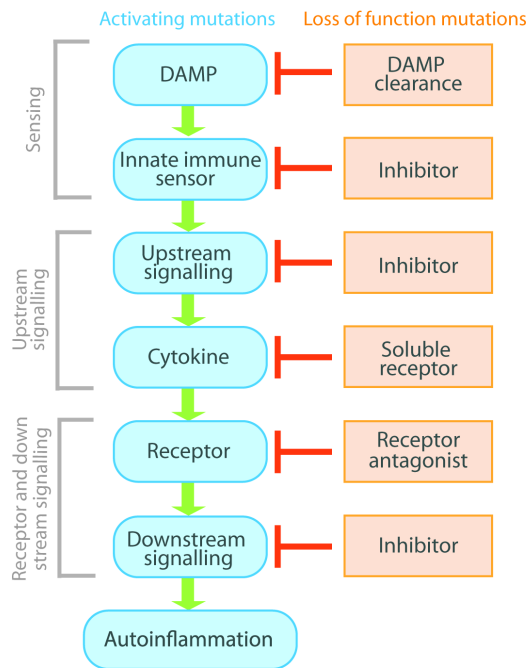 Activating mutations
Loss of function mutations
Sensing
DAMP
DAMP
clearance
Innate immune
sensor
Inhibitor
Upstream
signalling
Upstream
signalling
Inhibitor
Cytokine
Soluble
receptor
Receptor and down
stream signalling
Receptor
Receptor
antagonist
Downstream
signalling
Inhibitor
Autoinflammation